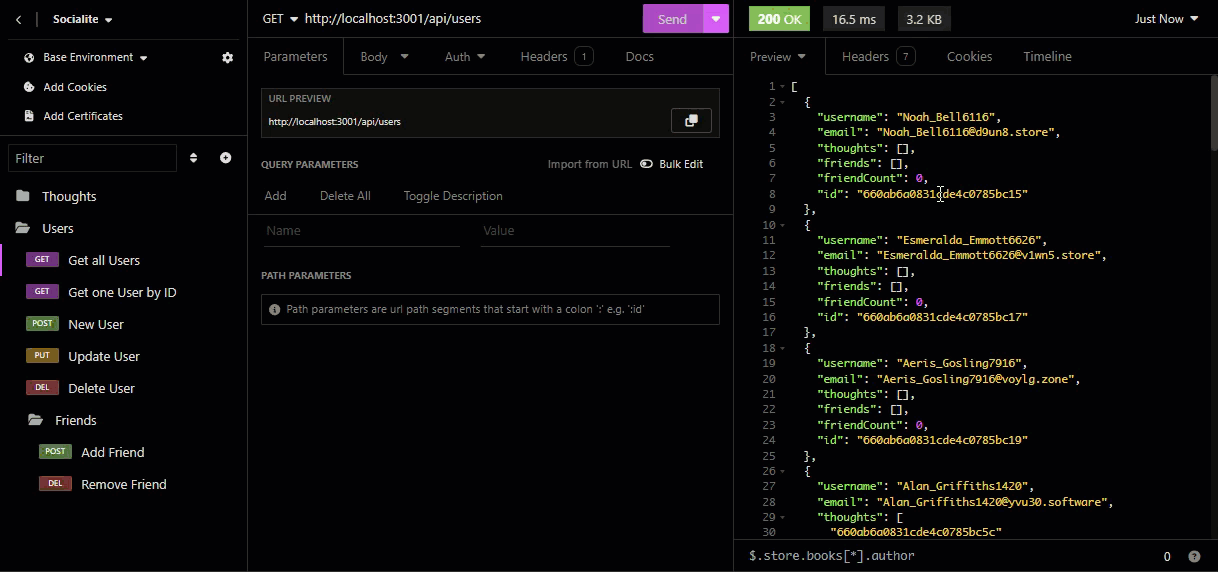 Socialite
Base Environment
Add Cookies
Add Certificates
Filter
Thoughts
Users
GET Get all Users
GET Get one User by ID
POST New User
PUT Update User
DEL Delete User
Friends
POST Add Friend
DEL Remove Friend
GET http://localhost:3001/api/users Send
Parameters Body Auth Headers 1 Docs
URL PREVIEW
http://localhost:3001/api/users
QUERY PARAMETERS Import from URL Bulk Edit
Add Delete All Toggle Description
Name Value
PATH PARAMETERS
Path parameters are url path segments that start with a colon ':' e.g. ':id'
200 OK 16.5 ms 3.2 KB Just Now
Preview Headers 7 Cookies Timeline
1 [
2 {
3 "username": "Noah_Bell6116",
4 "email": "Noah_Bell6116@d9un8.store",
5 "thoughts": [],
6 "friends": [],
7 "friendCount": 0,
8 "id": "660ab6a0831cde4c0785bc15"
9 },
10 {
11 "username": "Esmeralda_Emmott6626",
12 "email": "Esmeralda_Emmott6626@v1wn5.store",
13 "thoughts": [],
14 "friends": [],
15 "friendCount": 0,
16 "id": "660ab6a0831cde4c0785bc17"
17 },
18 {
19 "username": "Aeris_Gosling7916",
20 "email": "Aeris_Gosling7916@voylg.zone",
21 "thoughts": [],
22 "friends": [],
23 "friendCount": 0,
24 "id": "660ab6a0831cde4c0785bc19"
25 },
26 {
27 "username": "Alan_Griffiths1420",
28 "email": "Alan_Griffiths1420@yvu30.software",
29 "thoughts": [
30 "660ab6a0831cde4c0785bc5c"
$.store.books[*].author 0